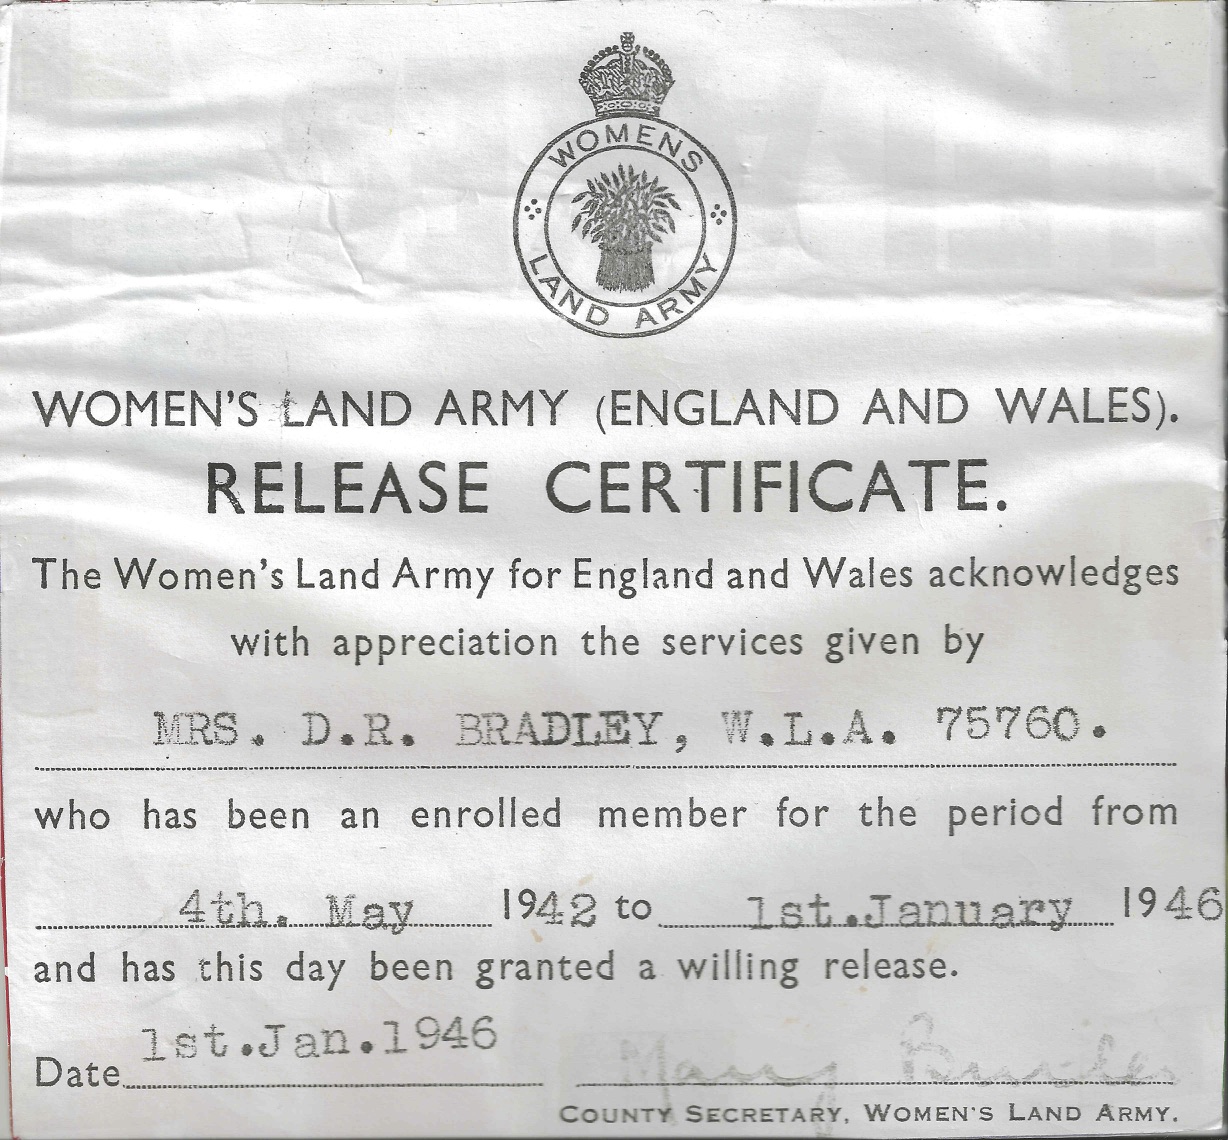 WOMENS
LAND ARMY
WOMEN'S LAND ARMY (ENGLAND AND WALES).
RELEASE CERTIFICATE.
The Women's Land Army for England and Wales acknowledges
with appreciation the services given by
MRS. D.R. BRADLEY, W.L.A. 75760.
who has been an enrolled member for the period from
4th. May 1942 to 1st.January 1946
and has this day been granted a willing release.
Date 1st.Jan.1946
Mary
COUNTY SECRETARY, WOMEN'S LAND ARMY.